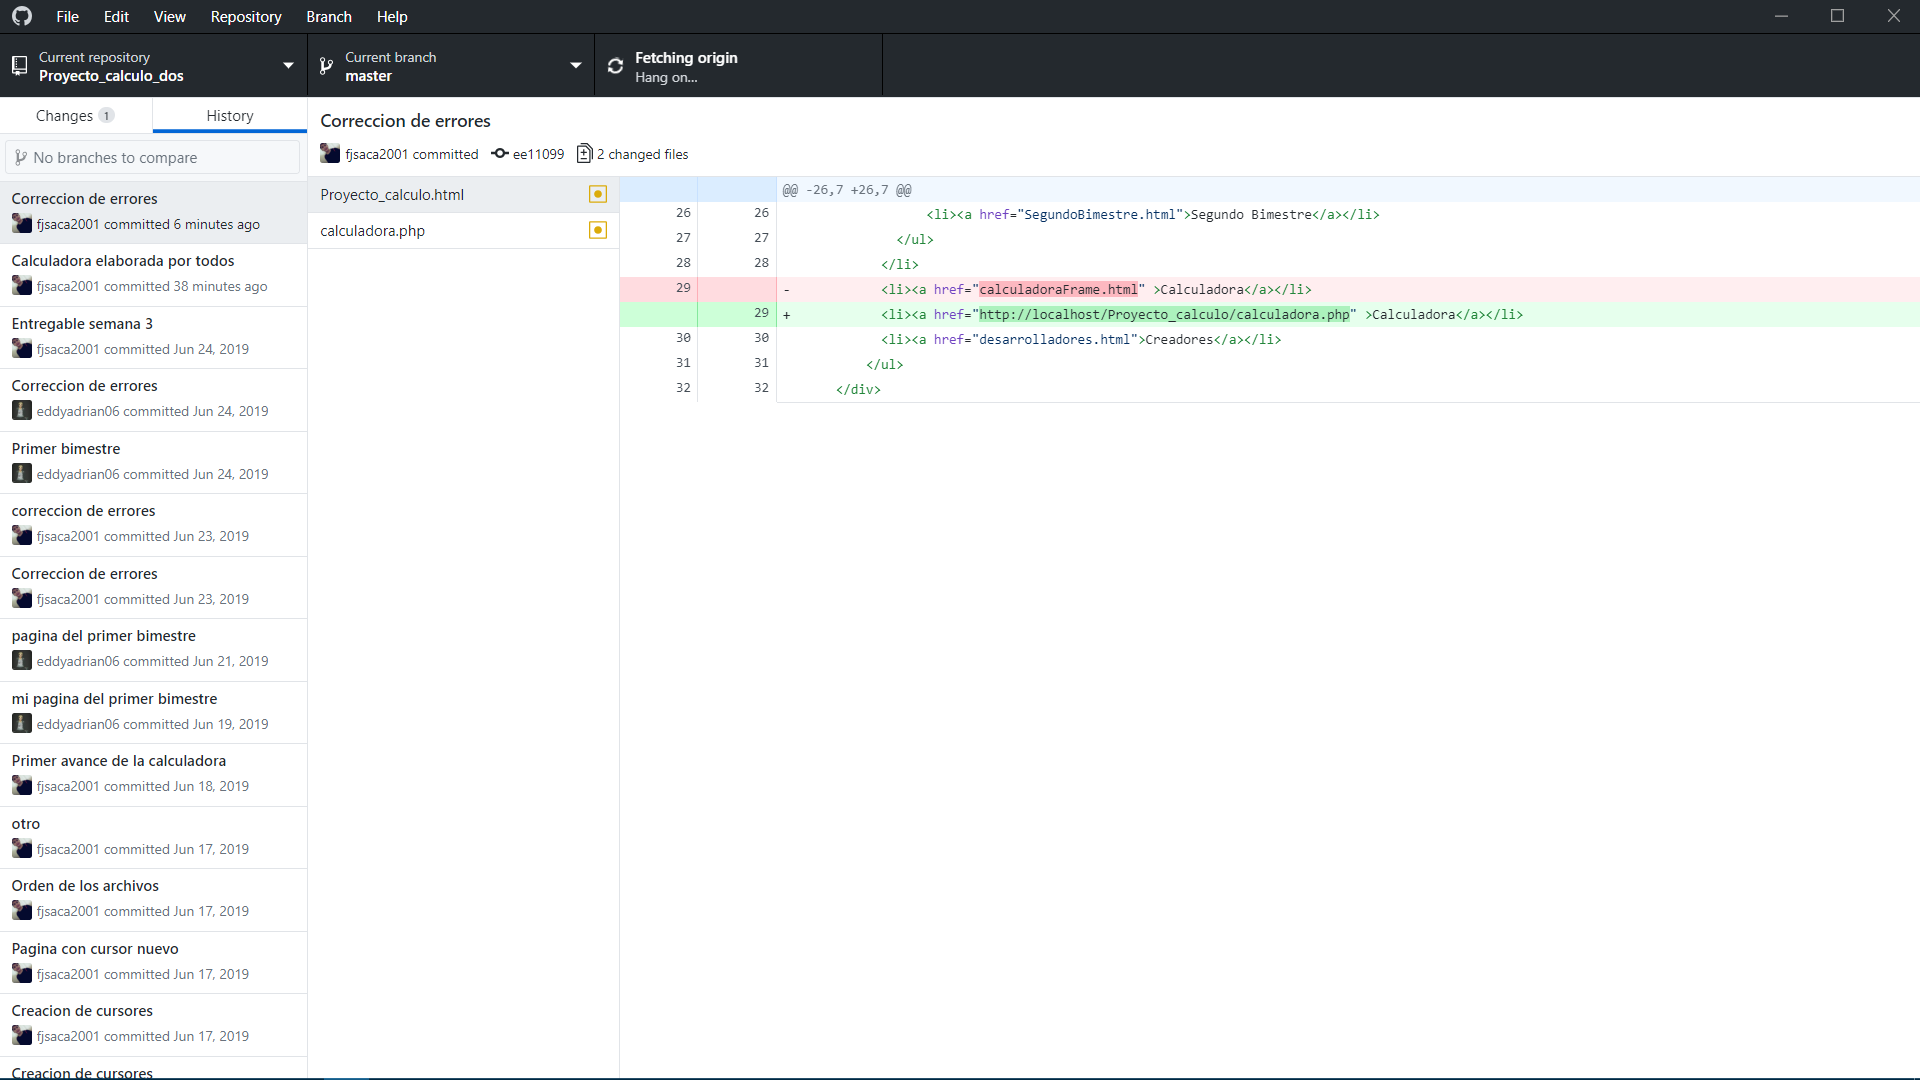 File Edit View Repository Branch Help
Current repository
Proyecto_calculo_dos
Current branch
master
Fetching origin
Hang on...
Changes 1
History
No branches to compare
Correccion de errores
fjsaca2001 committed 6 minutes ago
Calculadora elaborada por todos
fjsaca2001 committed 38 minutes ago
Entregable semana 3
fjsaca2001 committed Jun 24, 2019
Correccion de errores
eddyadrian06 committed Jun 24, 2019
Primer bimestre
eddyadrian06 committed Jun 24, 2019
correccion de errores
fjsaca2001 committed Jun 23, 2019
Correccion de errores
fjsaca2001 committed Jun 23, 2019
pagina del primer bimestre
eddyadrian06 committed Jun 21, 2019
mi pagina del primer bimestre
eddyadrian06 committed Jun 19, 2019
Primer avance de la calculadora
fjsaca2001 committed Jun 18, 2019
otro
fjsaca2001 committed Jun 17, 2019
Orden de los archivos
fjsaca2001 committed Jun 17, 2019
Pagina con cursor nuevo
fjsaca2001 committed Jun 17, 2019
Creacion de cursores
fjsaca2001 committed Jun 17, 2019
Creacion de cursores
Correccion de errores
fjsaca2001 committed ee11099 2 changed files
Proyecto_calculo.html
calculadora.php
@@ -26,7 +26,7 @@
26 26 <li><a href="SegundoBimestre.html">Segundo Bimestre</a></li>
27 27 </ul>
28 28 </li>
29 - <li><a href="calculadoraFrame.html" >Calculadora</a></li>
29 + <li><a href="http://localhost/Proyecto_calculo/calculadora.php" >Calculadora</a></li>
30 30 <li><a href="desarrolladores.html">Creadores</a></li>
31 31 </ul>
32 32 </div>